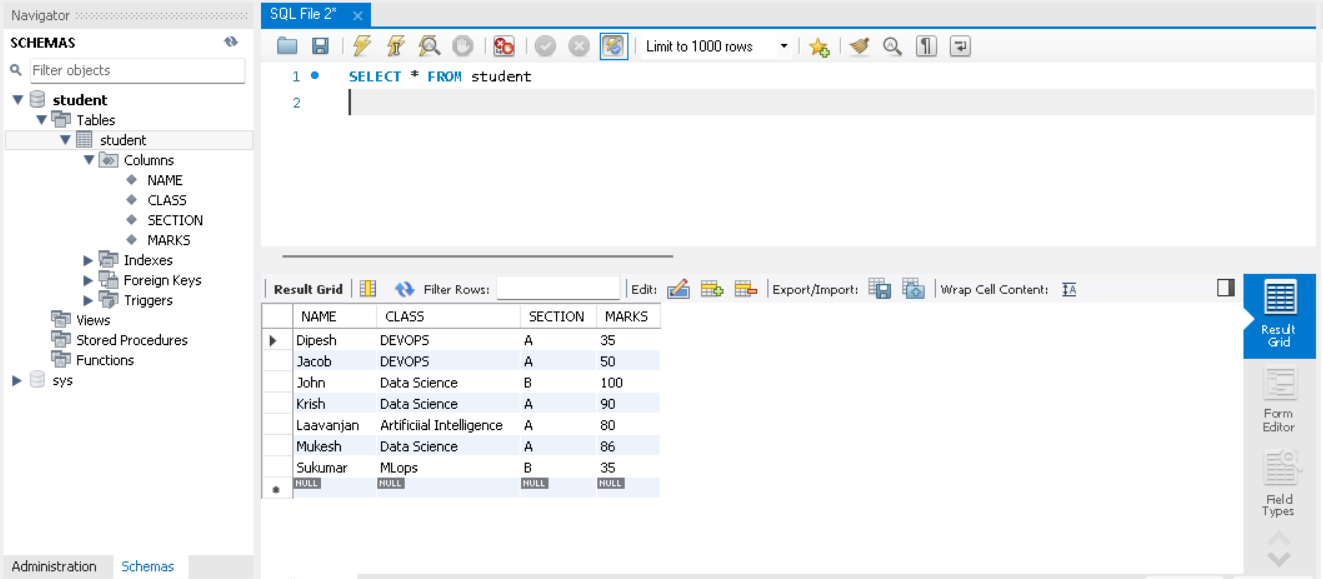 Navigator
SQL File 2*
SCHEMAS
Limit to 1000 rows
Filter objects
1 SELECT * FROM student
2
student
Tables
student
Columns
NAME
CLASS
SECTION
MARKS
Indexes
Foreign Keys
Triggers
Views
Stored Procedures
Functions
sys
Administration Schemas
Result Grid Filter Rows: Edit: Export/Import: Wrap Cell Content: IA
NAME CLASS SECTION MARKS
Dipesh DEVOPS A 35
Jacob DEVOPS A 50
John Data Science B 100
Krish Data Science A 90
Laavanjan Artificiial Intelligence A 80
Mukesh Data Science A 86
Sukumar MLops B 35
NULL NULL NULL NULL
Result
Grid
Form
Editor
Field
Types